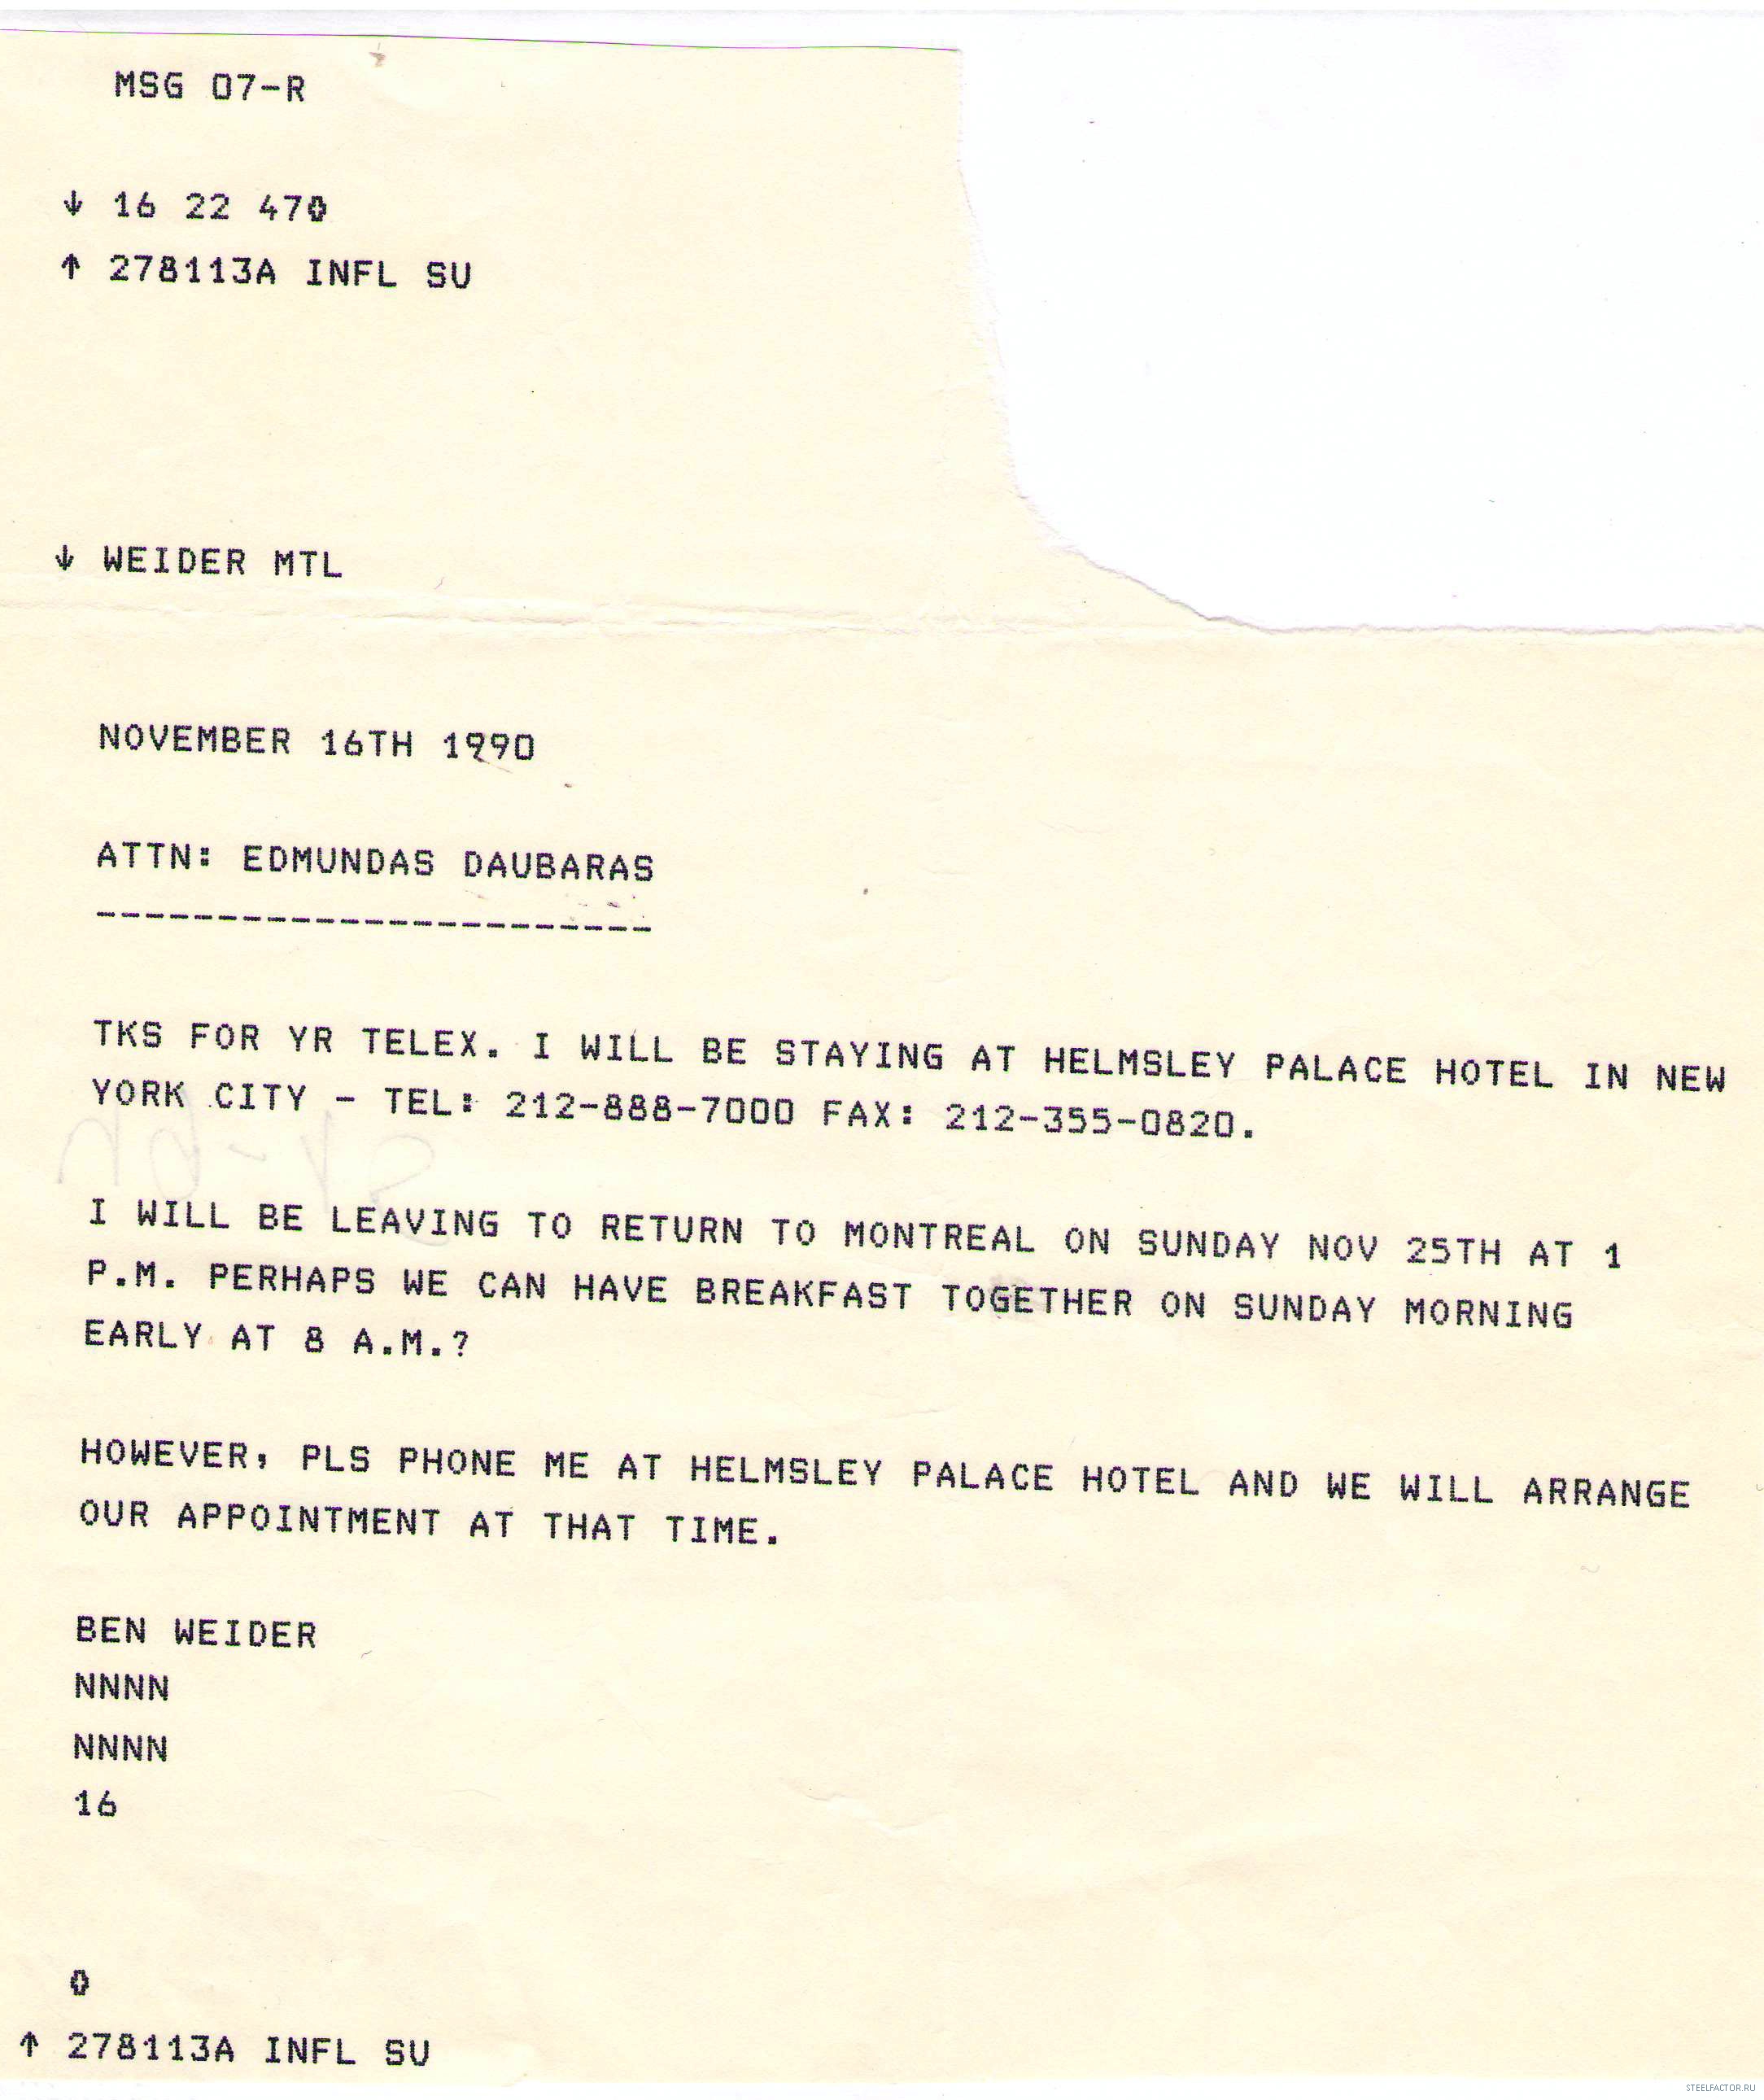 MSG 07-R
↓ 16 22 470
↑ 278113A INFL SU
↓ WEIDER MTL
NOVEMBER 16TH 1990
ATTN: EDMUNDAS DAUBARAS
-----------------------
TKS FOR YR TELEX. I WILL BE STAYING AT HELMSLEY PALACE HOTEL IN NEW
YORK CITY - TEL: 212-888-7000 FAX: 212-355-0820.
I WILL BE LEAVING TO RETURN TO MONTREAL ON SUNDAY NOV 25TH AT 1
P.M. PERHAPS WE CAN HAVE BREAKFAST TOGETHER ON SUNDAY MORNING
EARLY AT 8 A.M.?
HOWEVER, PLS PHONE ME AT HELMSLEY PALACE HOTEL AND WE WILL ARRANGE
OUR APPOINTMENT AT THAT TIME.
BEN WEIDER
NNNN
NNNN
16
0
↑ 278113A INFL SU
STEELFACTOR.RU